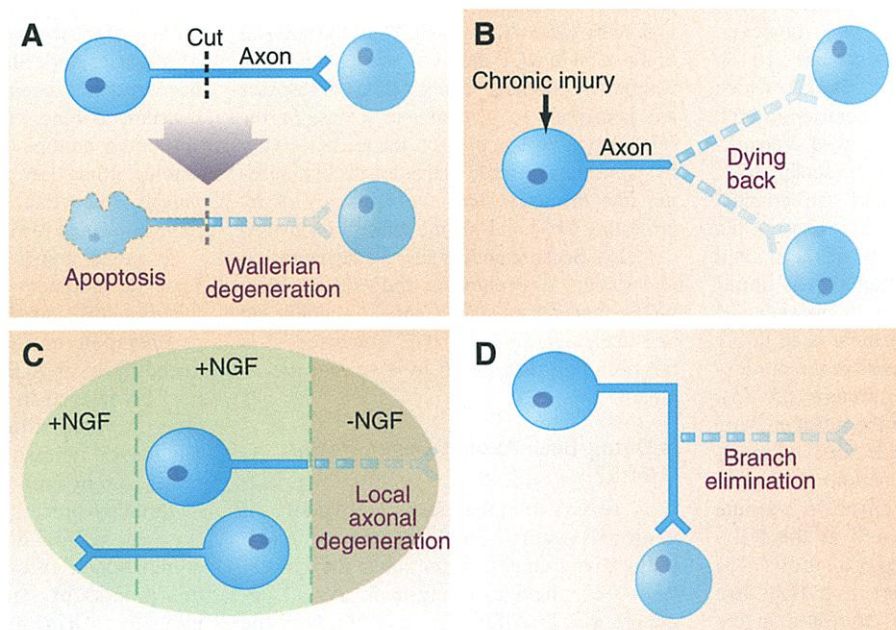 A
Cut
Axon
Apoptosis
Wallerian
degeneration
B
Chronic injury
Axon
Dying
back
C
+NGF
+NGF
-NGF
Local
axonal
degeneration
D
Branch
elimination